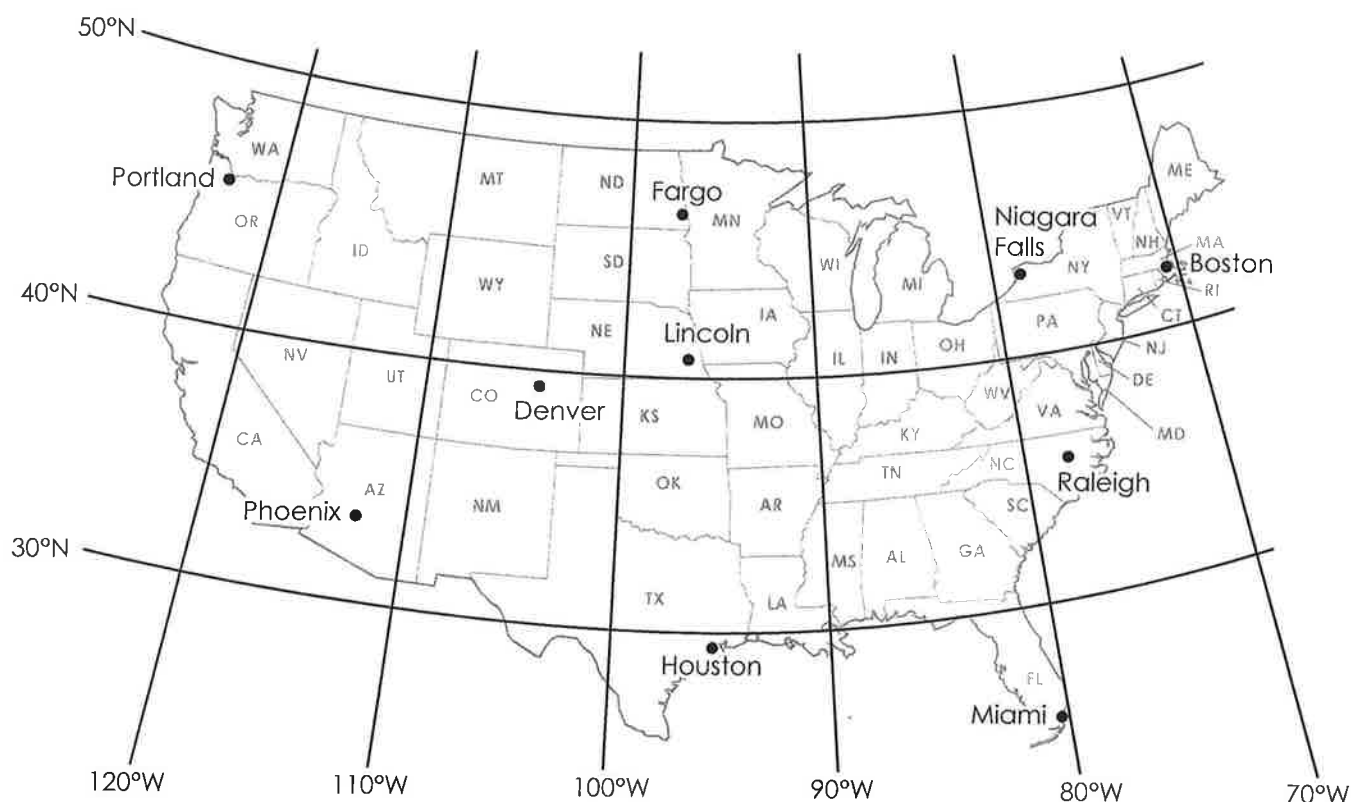 50°N
WA
Portland
MT
ND
Fargo
MN
ME
OR
ID
Niagara
Falls
VT
NH
MA
WY
SD
WI
MI
NY
Boston
RI
40°N
NE
Lincoln
IA
PA
CT
NV
UT
CO
Denver
IL
IN
OH
NJ
DE
WV
KS
MO
VA
CA
KY
MD
AZ
NM
OK
TN
NC
Raleigh
Phoenix
AR
SC
30°N
MS
AL
GA
TX
LA
Houston
FL
Miami
120°W
110°W
100°W
90°W
80°W
70°W